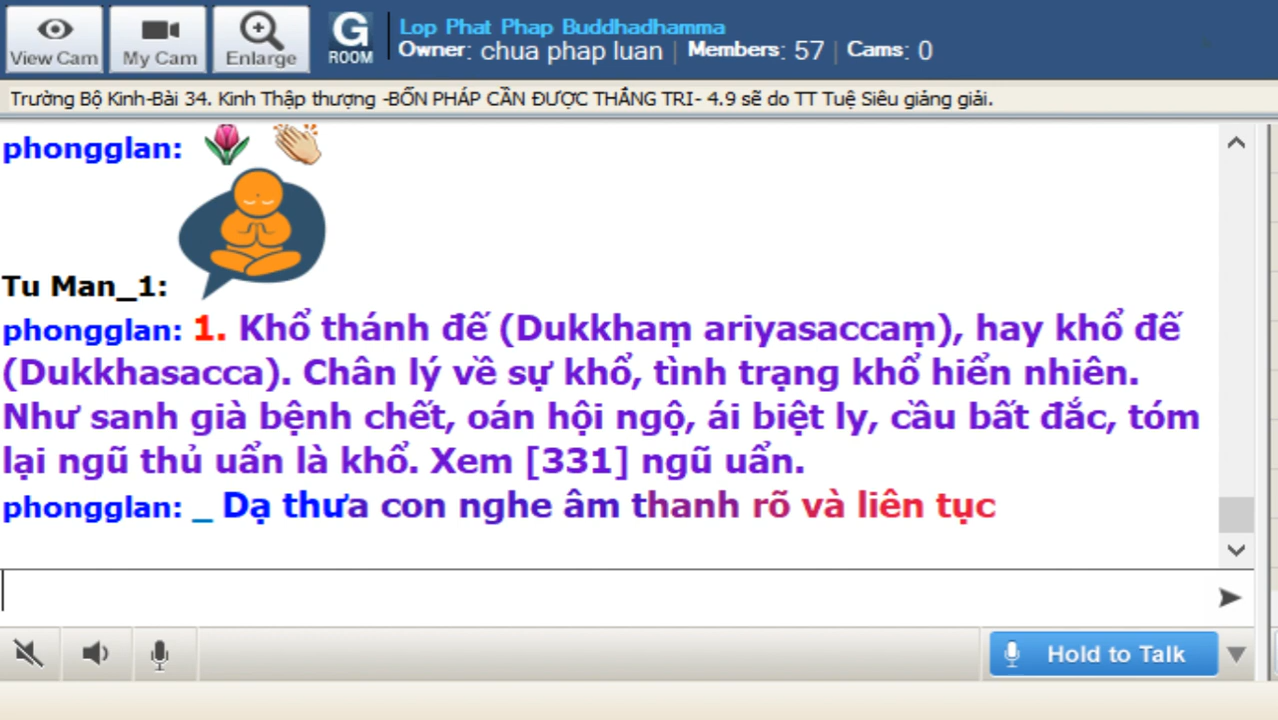 View Cam
My Cam
Enlarge
G
ROOM
Lop Phat Phap Buddhadhamma
Owner: chua phap luan | Members: 57 | Cams: 0
Trường Bộ Kinh-Bài 34. Kinh Thập thượng -BỐN PHÁP CẦN ĐƯỢC THẮNG TRI- 4.9 sẽ do TT Tuệ Siêu giảng giải.
phongglan:
Tu Man_1:
phongglan: 1. Khổ thánh đế (Dukkhaṃ ariyasaccaṃ), hay khổ đế
(Dukkhasacca). Chân lý về sự khổ, tình trạng khổ hiển nhiên.
Như sanh già bệnh chết, oán hội ngộ, ái biệt ly, cầu bất đắc, tóm
lại ngũ thủ uẩn là khổ. Xem [331] ngũ uẩn.
phongglan: _ Dạ thưa con nghe âm thanh rõ và liên tục
Hold to Talk